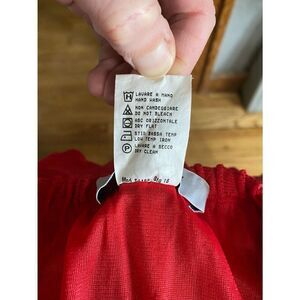 LAVARE A MANO
HAND WASH
NON CANDEGGIARE
DO NOT BLEACH
ASC ORIZZONTALE
DRY FLAT
STIR BASSA TEMP
LOW TEMP IRON
P
LAVARE A SECCO
DRY CLEAN